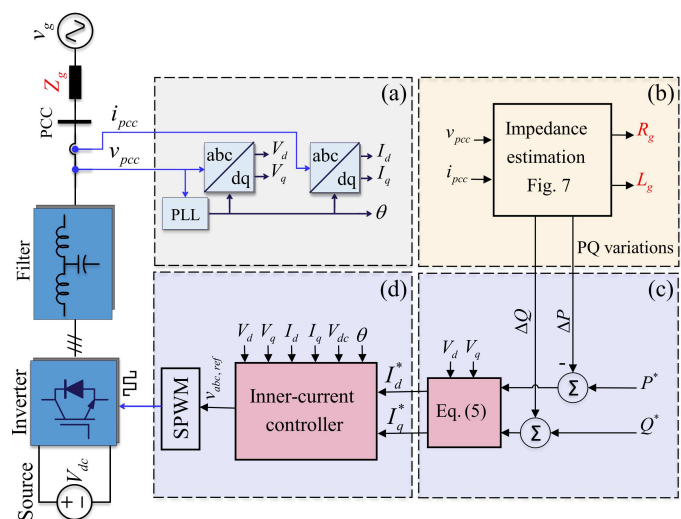 v_g
Z_g
PCC
i_pcc
v_pcc
Filter
Inverter
Source
V_dc
+
−
(a)
abc
dq
V_d
V_q
abc
dq
I_d
I_q
PLL
θ
(b)
v_pcc
i_pcc
Impedance
estimation
Fig. 7
R_g
L_g
PQ variations
(c)
ΔQ
ΔP
-
Σ
P*
Σ
Q*
V_d V_q
Eq. (5)
I_d*
I_q*
(d)
V_d V_q I_d I_q V_dc θ
Inner-current
controller
v_abc, ref
SPWM